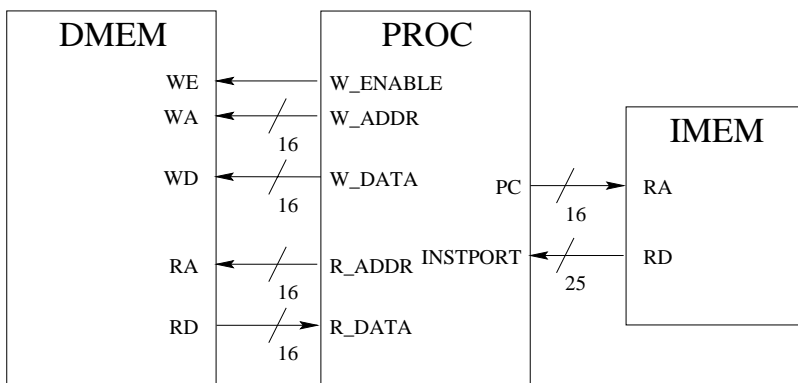 DMEM
WE
WA
WD
RA
RD
16
16
16
16
PROC
W_ENABLE
W_ADDR
W_DATA
R_ADDR
R_DATA
PC
INSTPORT
16
25
IMEM
RA
RD